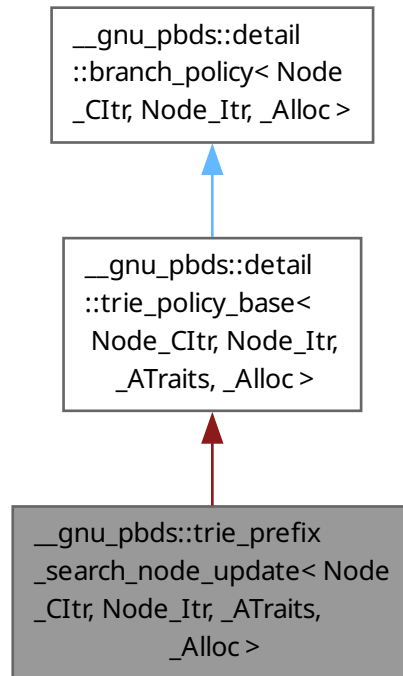 __gnu_pbds::detail
::branch_policy< Node
_CItr, Node_Itr, _Alloc >
__gnu_pbds::detail
::trie_policy_base<
Node_CItr, Node_Itr,
_ATraits, _Alloc >
__gnu_pbds::trie_prefix
_search_node_update< Node
_CItr, Node_Itr, _ATraits,
_Alloc >